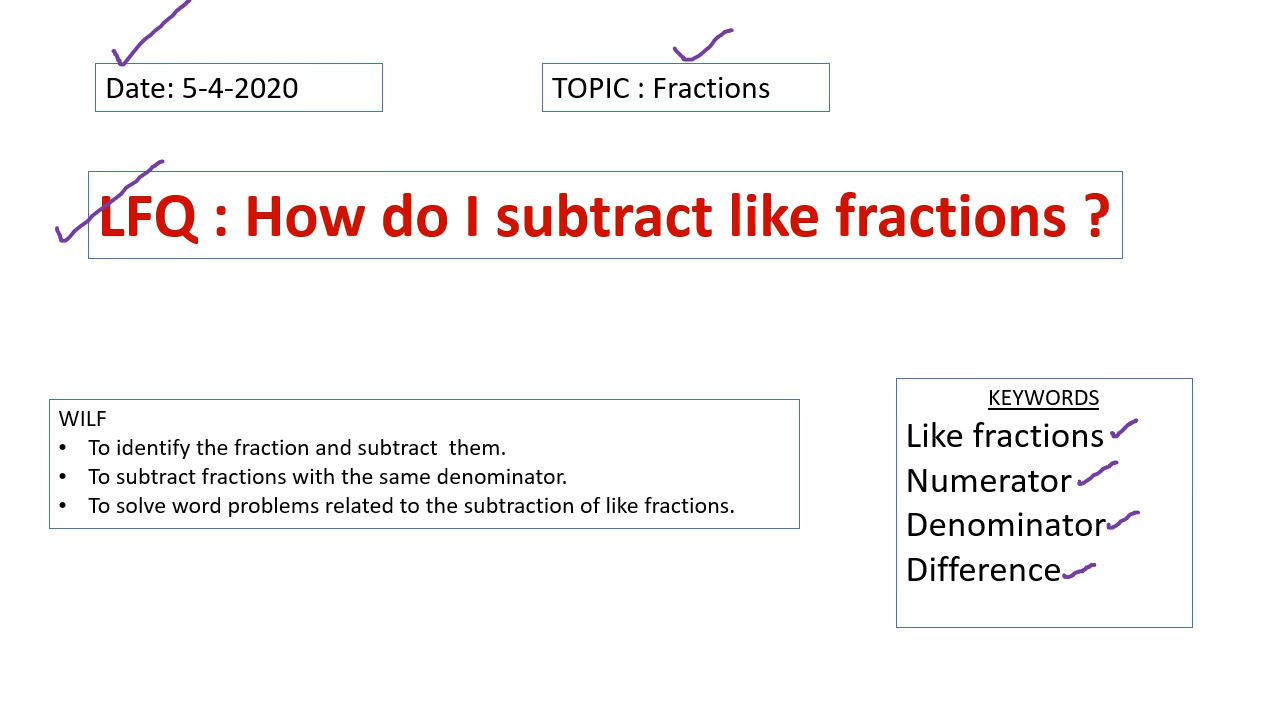 Date: 5-4-2020
TOPIC : Fractions
LFQ : How do I subtract like fractions ?
WILF
• To identify the fraction and subtract  them.
• To subtract fractions with the same denominator.
• To solve word problems related to the subtraction of like fractions.
KEYWORDS
Like fractions
Numerator
Denominator
Difference